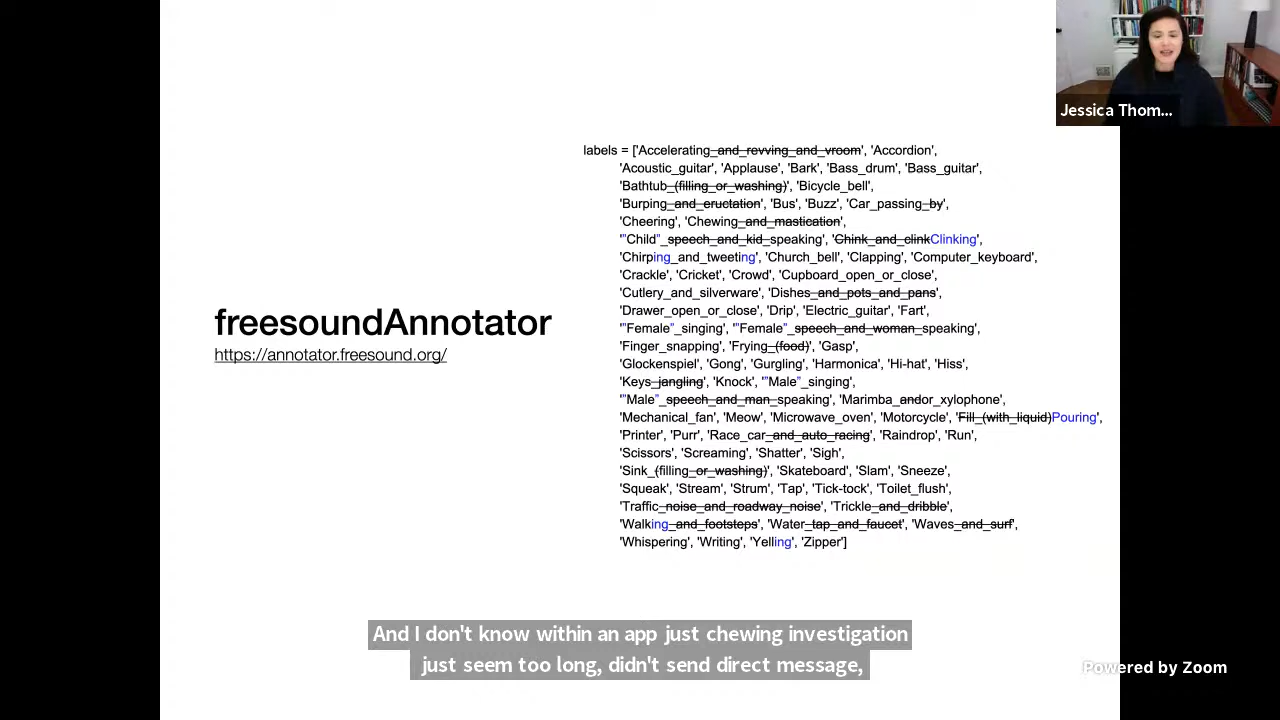 Jessica Thom...
freesoundAnnotator
https://annotator.freesound.org/
labels = ['Accelerating_and_revving_and_vroom', 'Accordion',
'Acoustic_guitar', 'Applause', 'Bark', 'Bass_drum', 'Bass_guitar',
'Bathtub_(filling_or_washing)', 'Bicycle_bell',
'Burping_and_eructation', 'Bus', 'Buzz', 'Car_passing_by',
'Cheering', 'Chewing_and_mastication',
'"Child"_speech_and_kid_speaking', 'Chink_and_clinkClinking',
'Chirping_and_tweeting', 'Church_bell', 'Clapping', 'Computer_keyboard',
'Crackle', 'Cricket', 'Crowd', 'Cupboard_open_or_close',
'Cutlery_and_silverware', 'Dishes_and_pots_and_pans',
'Drawer_open_or_close', 'Drip', 'Electric_guitar', 'Fart',
'"Female"_singing', '"Female"_speech_and_woman_speaking',
'Finger_snapping', 'Frying_(food)', 'Gasp',
'Glockenspiel', 'Gong', 'Gurgling', 'Harmonica', 'Hi-hat', 'Hiss',
'Keys_jangling', 'Knock', '"Male"_singing',
'"Male"_speech_and_man_speaking', 'Marimba_andor_xylophone',
'Mechanical_fan', 'Meow', 'Microwave_oven', 'Motorcycle', 'Fill_(with_liquid)Pouring',
'Printer', 'Purr', 'Race_car_and_auto_racing', 'Raindrop', 'Run',
'Scissors', 'Screaming', 'Shatter', 'Sigh',
'Sink_(filling_or_washing)', 'Skateboard', 'Slam', 'Sneeze',
'Squeak', 'Stream', 'Strum', 'Tap', 'Tick-tock', 'Toilet_flush',
'Traffic_noise_and_roadway_noise', 'Trickle_and_dribble',
'Walking_and_footsteps', 'Water_tap_and_faucet', 'Waves_and_surf',
'Whispering', 'Writing', 'Yelling', 'Zipper']
And I don't know within an app just chewing investigation
just seem too long, didn't send direct message,
Powered by Zoom